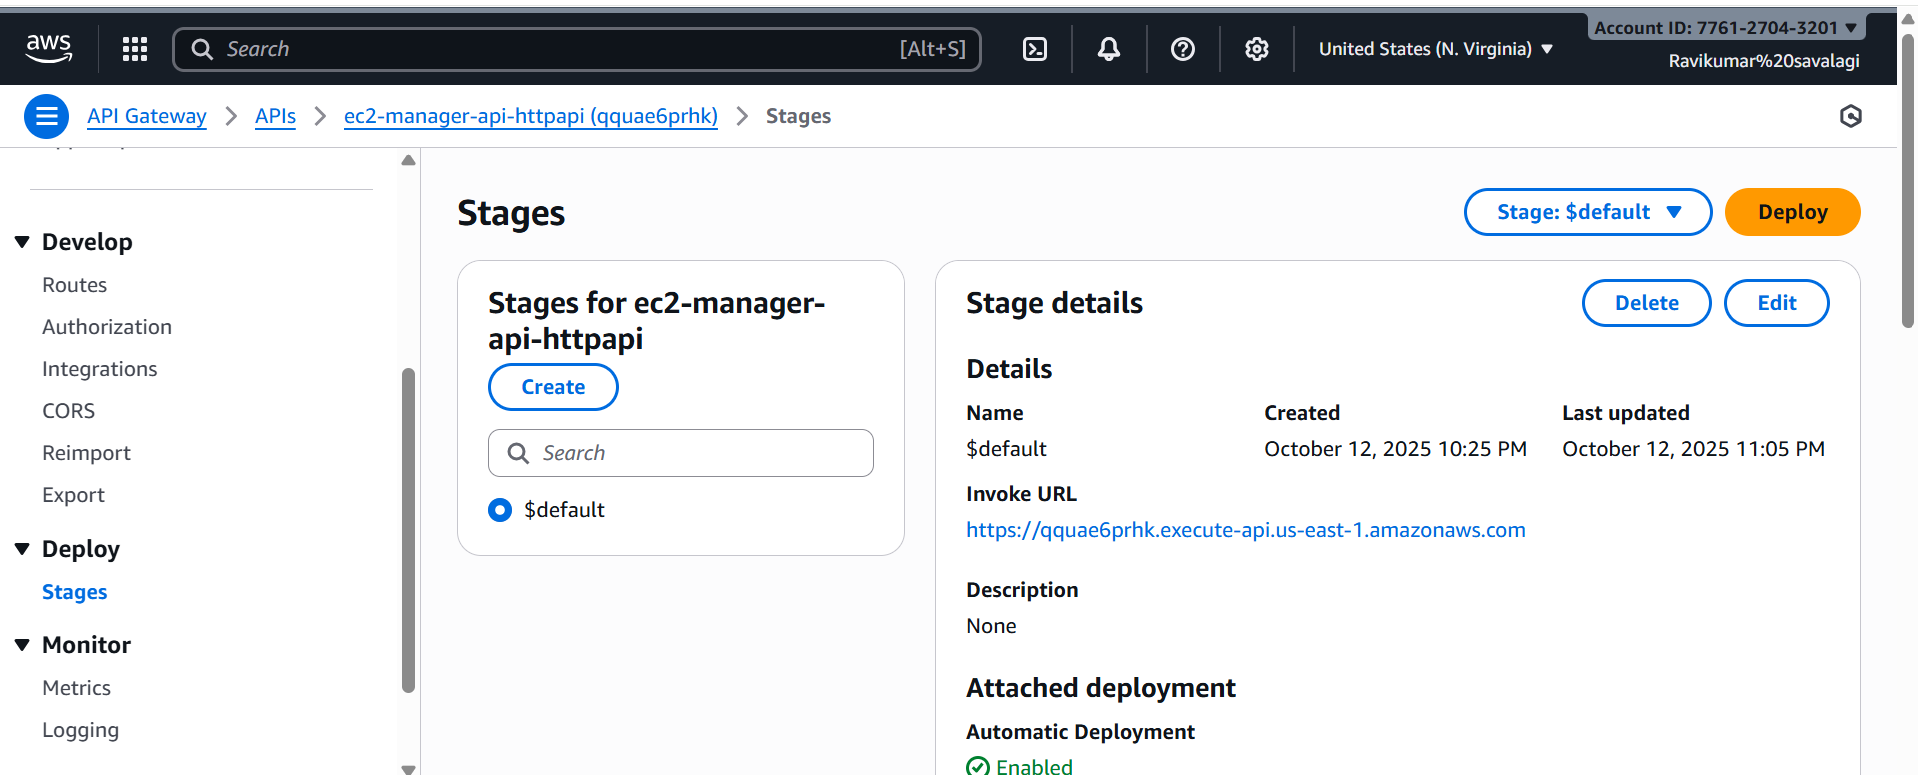 aws
Search
[Alt+S]
United States (N. Virginia)
Account ID: 7761-2704-3201
Ravikumar%20savalagi
API Gateway
APIs
ec2-manager-api-httpapi (qquae6prhk)
Stages
Develop
Routes
Authorization
Integrations
CORS
Reimport
Export
Deploy
Stages
Monitor
Metrics
Logging
Stages
Stage: $default
Deploy
Stages for ec2-manager-
api-httpapi
Create
Search
$default
Stage details
Delete
Edit
Details
Name
Created
Last updated
$default
October 12, 2025 10:25 PM
October 12, 2025 11:05 PM
Invoke URL
https://qquae6prhk.execute-api.us-east-1.amazonaws.com
Description
None
Attached deployment
Automatic Deployment
Enabled